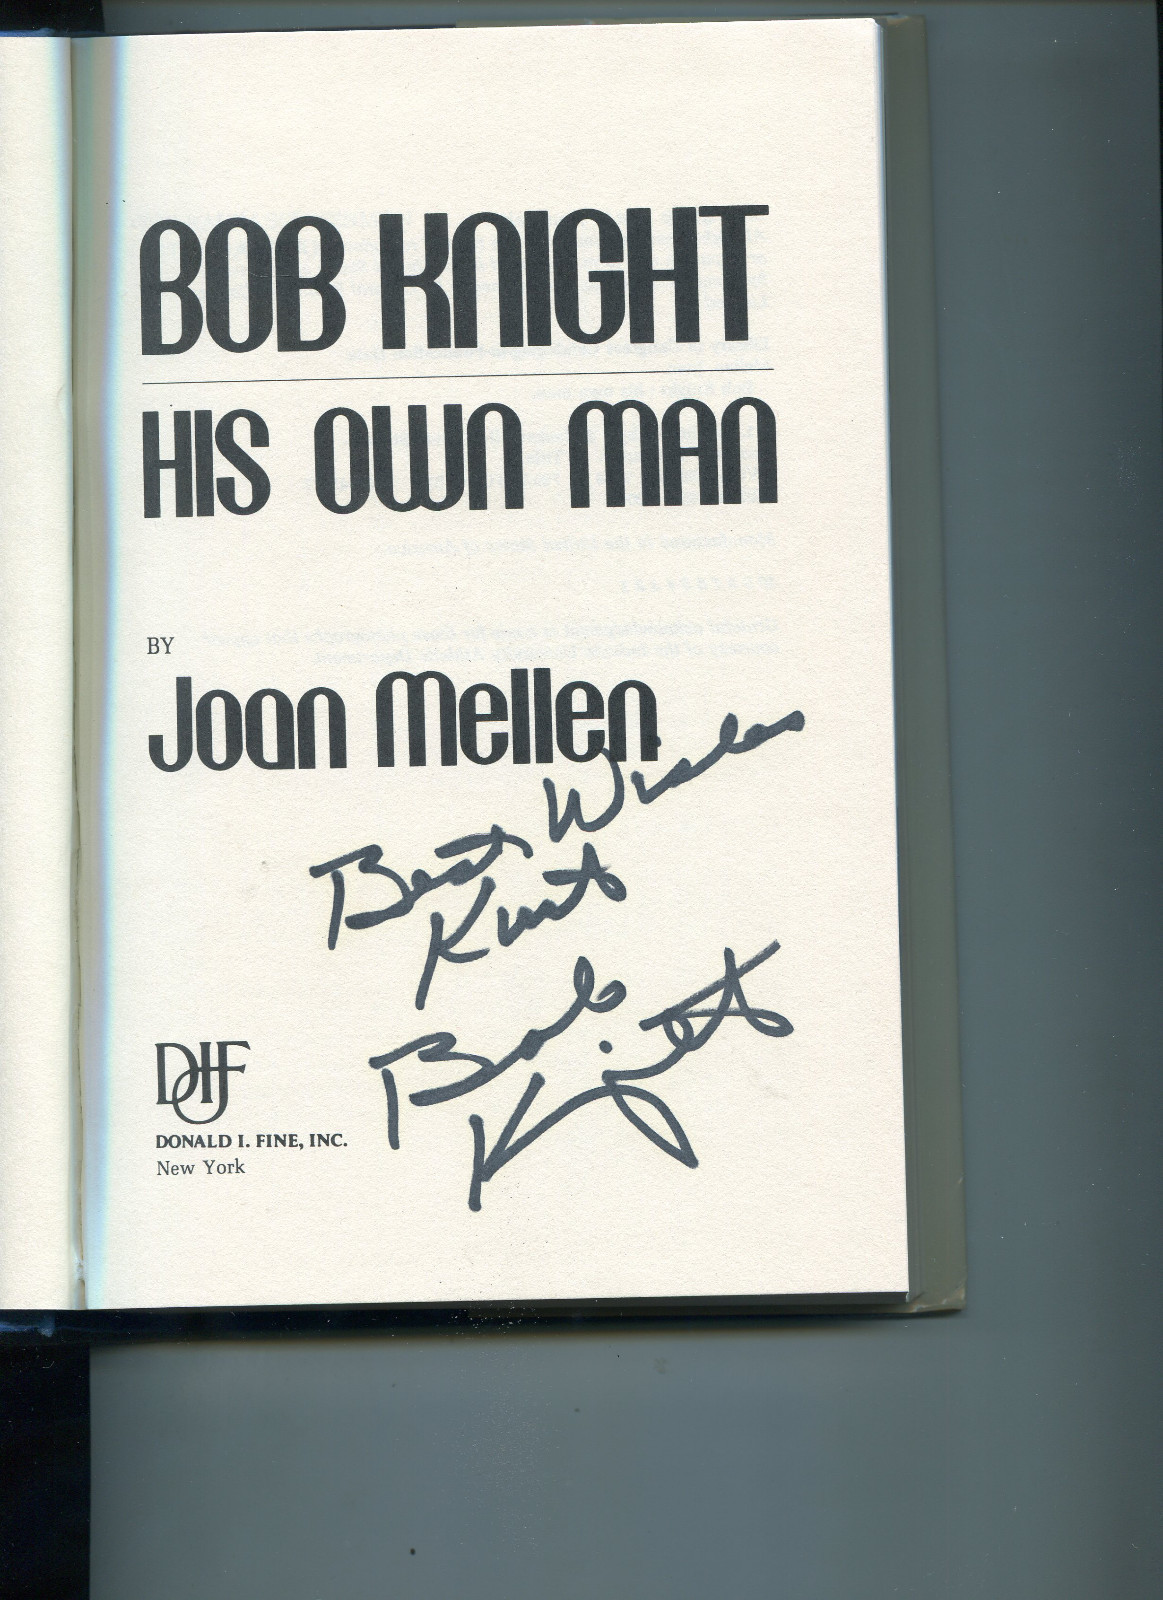 BOB KNIGHT
HIS OWN MAN
BY
Joan Mellen
Best Wishes
Kurt
Bob
Knight
DIF
DONALD I. FINE, INC.
New York